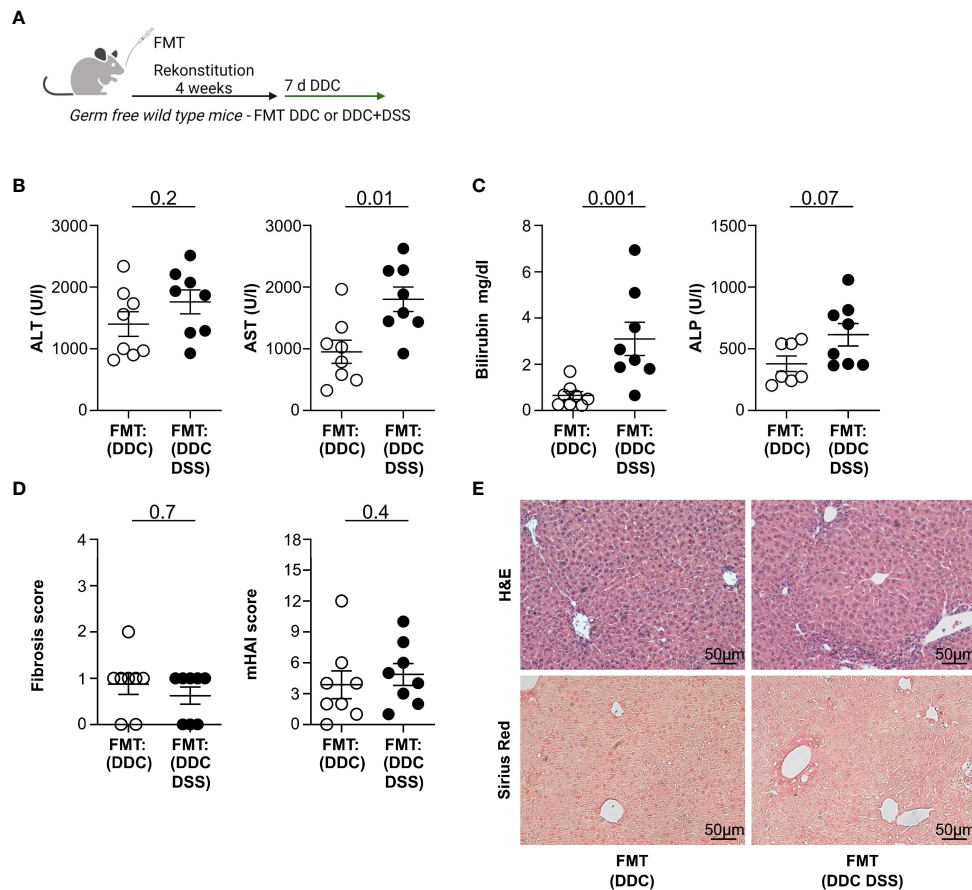 A
FMT
Rekonstitution
4 weeks
7 d DDC
Germ free wild type mice - FMT DDC or DDC+DSS
B
0.2
3000
2000
1000
0
ALT (U/l)
FMT:
(DDC)
FMT:
(DDC
DSS)
0.01
3000
2000
1000
0
AST (U/l)
FMT:
(DDC)
FMT:
(DDC
DSS)
C
0.001
8
6
4
2
0
Bilirubin mg/dl
FMT:
(DDC)
FMT:
(DDC
DSS)
0.07
1500
1000
500
0
ALP (U/l)
FMT:
(DDC)
FMT:
(DDC
DSS)
D
0.7
4
3
2
1
0
Fibrosis score
FMT:
(DDC)
FMT:
(DDC
DSS)
0.4
18
15
12
9
6
3
0
mHAI score
FMT:
(DDC)
FMT:
(DDC
DSS)
E
H&E
50µm
50µm
Sirius Red
50µm
50µm
FMT
(DDC)
FMT
(DDC DSS)